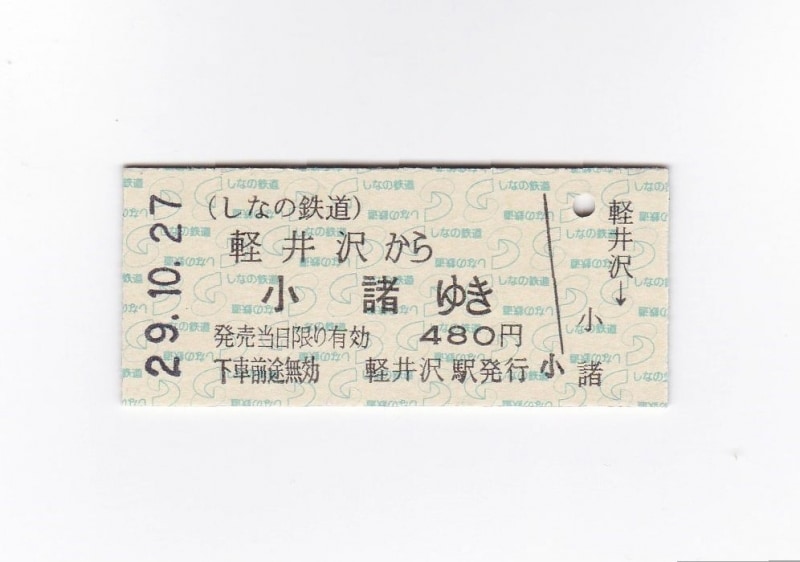 29.10.27
(しなの鉄道)
軽井沢から
小諸ゆき
発売当日限り有効 480円
下車前途無効 軽井沢駅発行 小
軽井沢→小諸